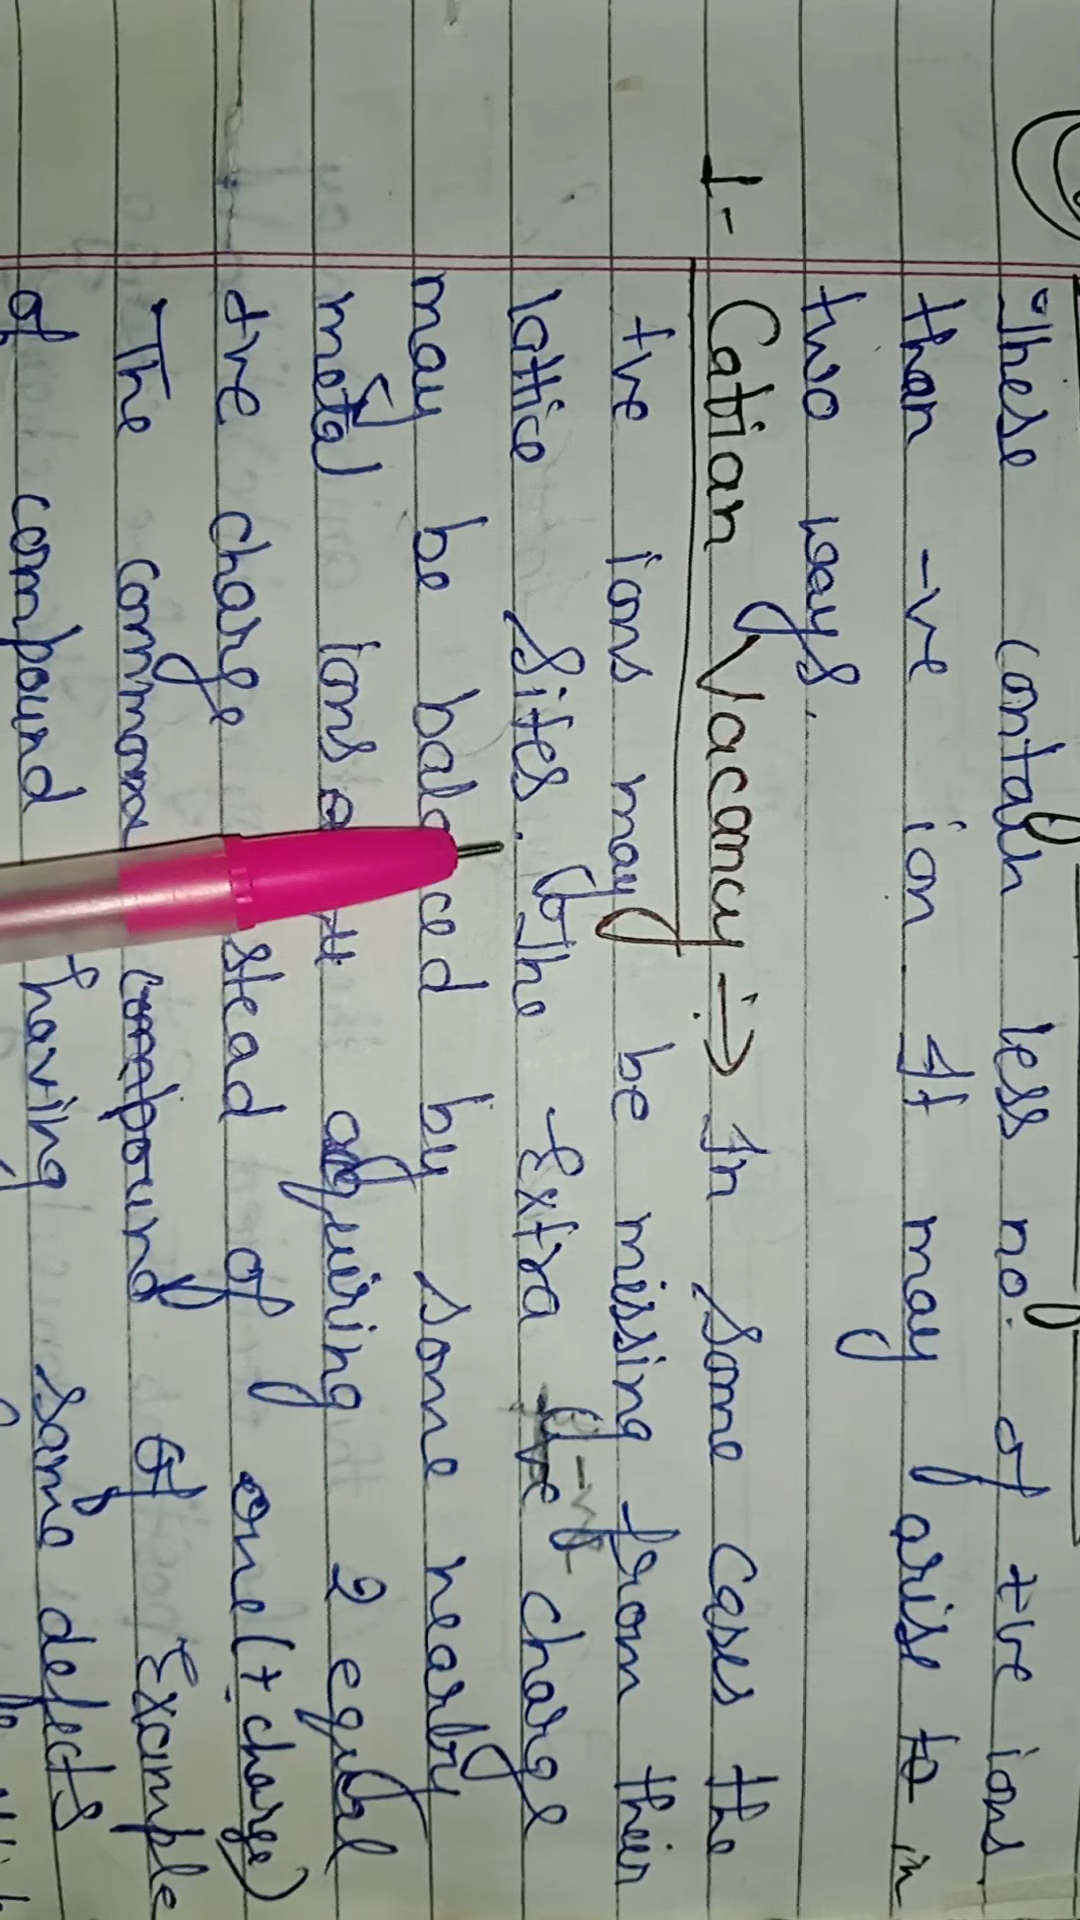 These contain less no. of +ve ions
than -ve ion. It may arise in
two ways.
1- Cation Vacancy :-> In some cases the
+ve ions may be missing from their
lattice sites. The Extra -ve charge
may be balanced by some nearby
metal ions aquring 2 equal
+ve charge stead of one (+ charge)
The common compound of Example
of compound having same defects